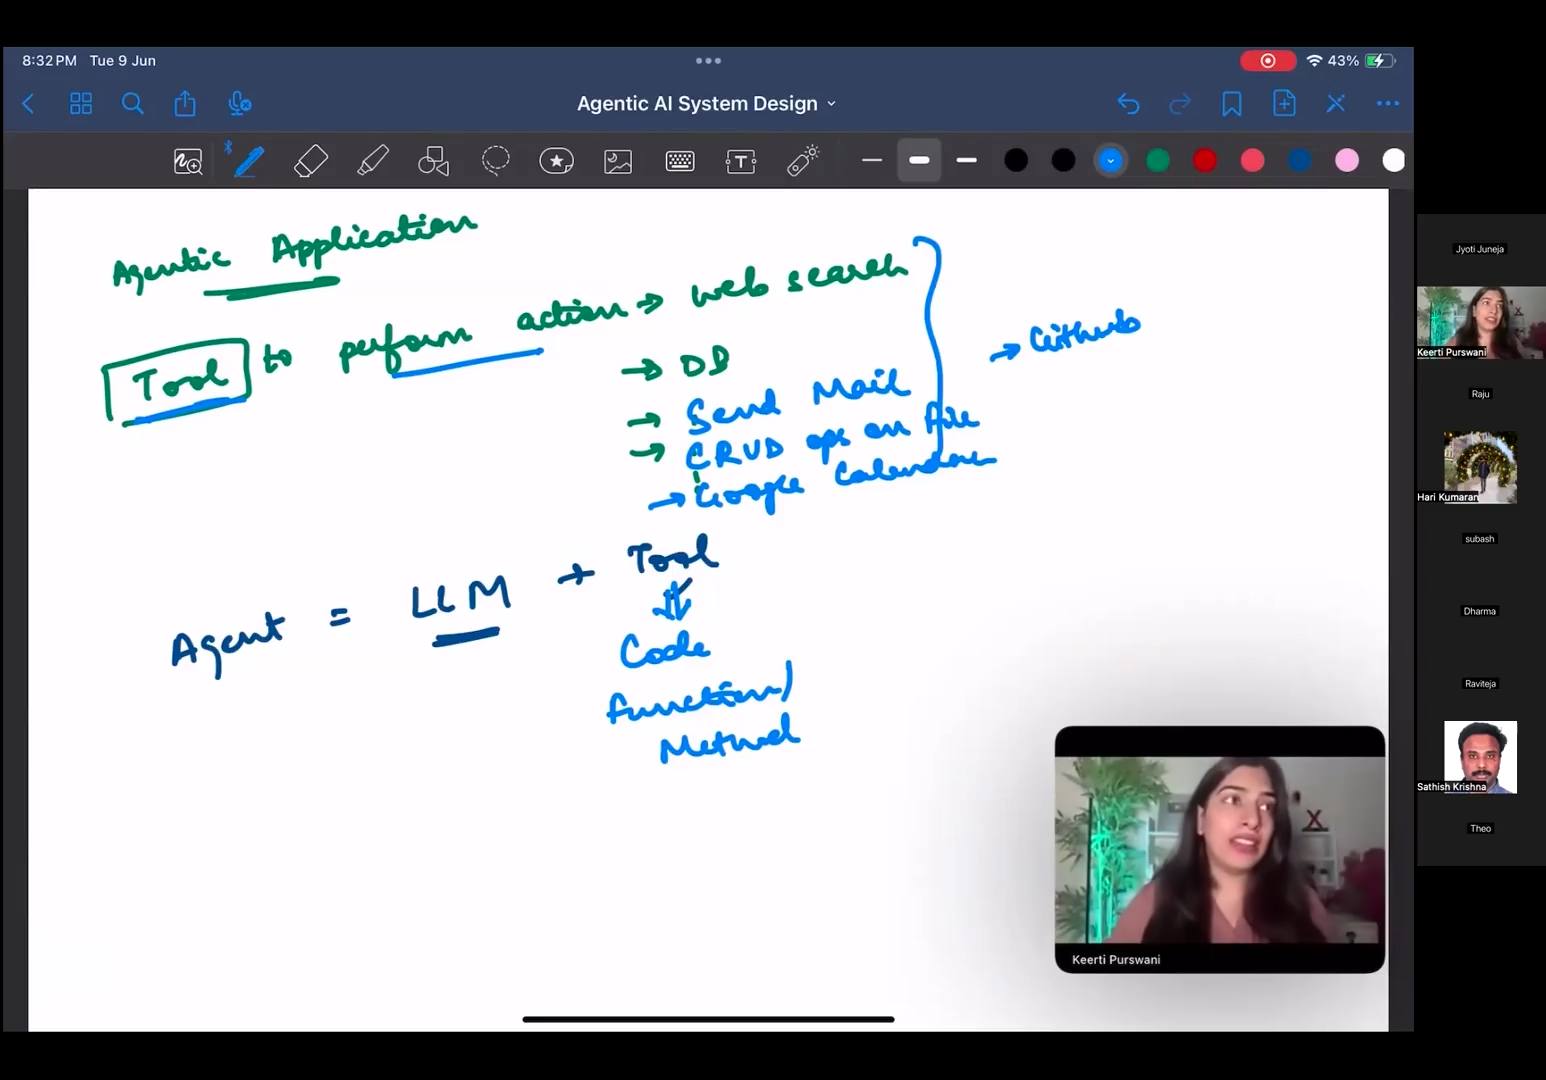 8:32 PM Tue 9 Jun
43%
Agentic AI System Design
T
Agentic Application
Tool to perform action → web search
→ DB
→ Send Mail
→ CRUD ops on file
→ Google Calendar
→ Github
Agent = LLM + Tool
Code
function/
Method
Keerti Purswani
Jyoti Juneja
Keerti Purswani
Raju
Hari Kumaran
subash
Dharma
Raviteja
Sathish Krishna
Theo